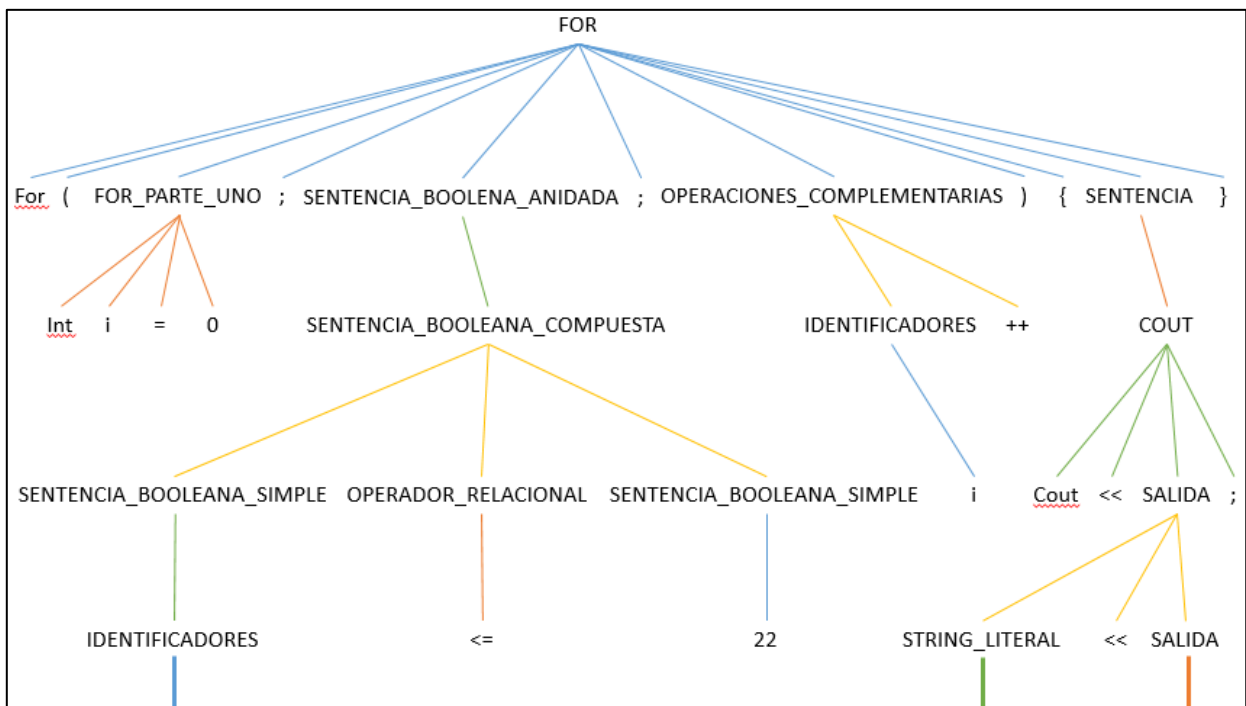 FOR
For ( FOR_PARTE_UNO ; SENTENCIA_BOOLENA_ANIDADA ; OPERACIONES_COMPLEMENTARIAS ) { SENTENCIA }
Int i = 0 SENTENCIA_BOOLEANA_COMPUESTA IDENTIFICADORES ++ COUT
SENTENCIA_BOOLEANA_SIMPLE OPERADOR_RELACIONAL SENTENCIA_BOOLEANA_SIMPLE i Cout << SALIDA ;
IDENTIFICADORES <= 22 STRING_LITERAL << SALIDA